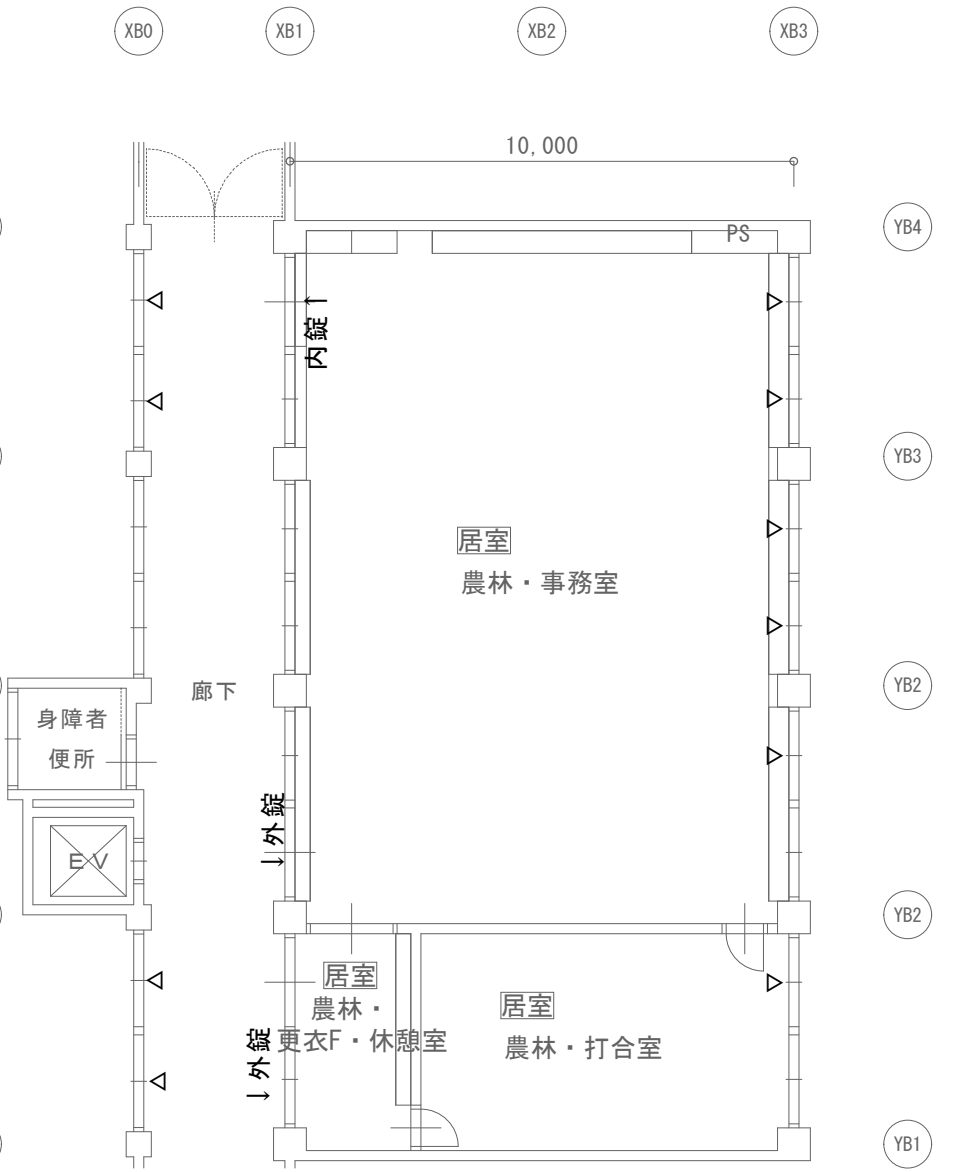 XB0
XB1
XB2
XB3
10,000
PS
YB4
内錠↑
YB3
居室
農林・事務室
廊下
YB2
身障者
便所
↓外錠
EV
YB2
居室
農林・
更衣F・休憩室
居室
農林・打合室
↓外錠
YB1